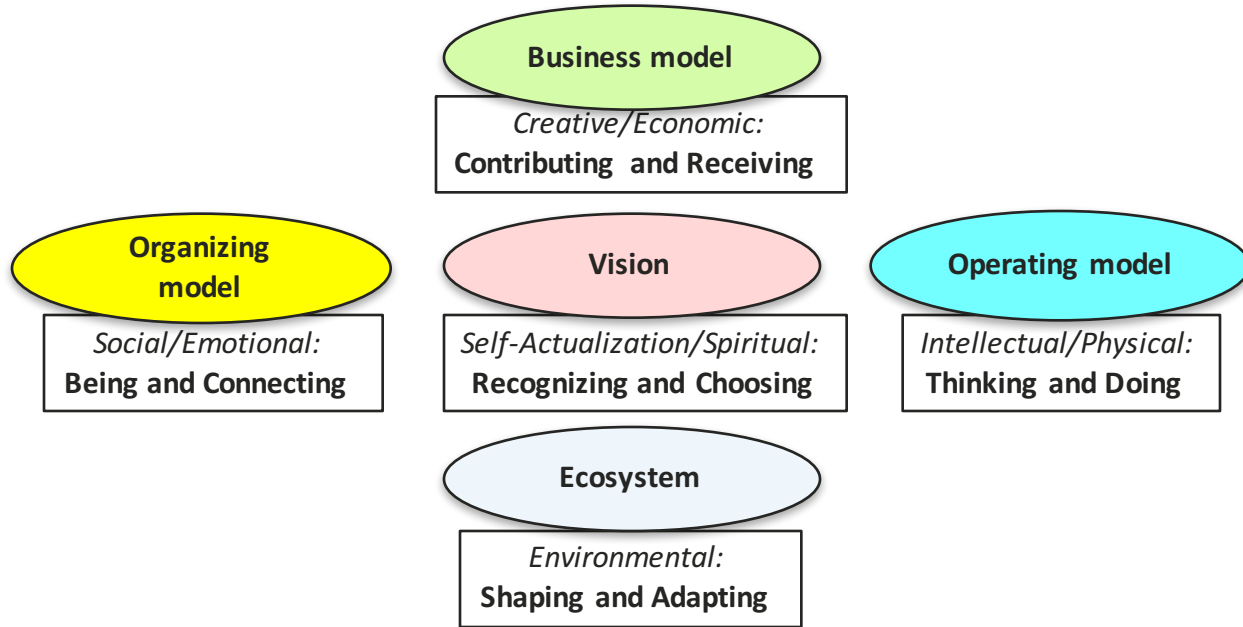 Business model
Creative/Economic:
Contributing and Receiving
Organizing
model
Social/Emotional:
Being and Connecting
Vision
Self-Actualization/Spiritual:
Recognizing and Choosing
Operating model
Intellectual/Physical:
Thinking and Doing
Ecosystem
Environmental:
Shaping and Adapting